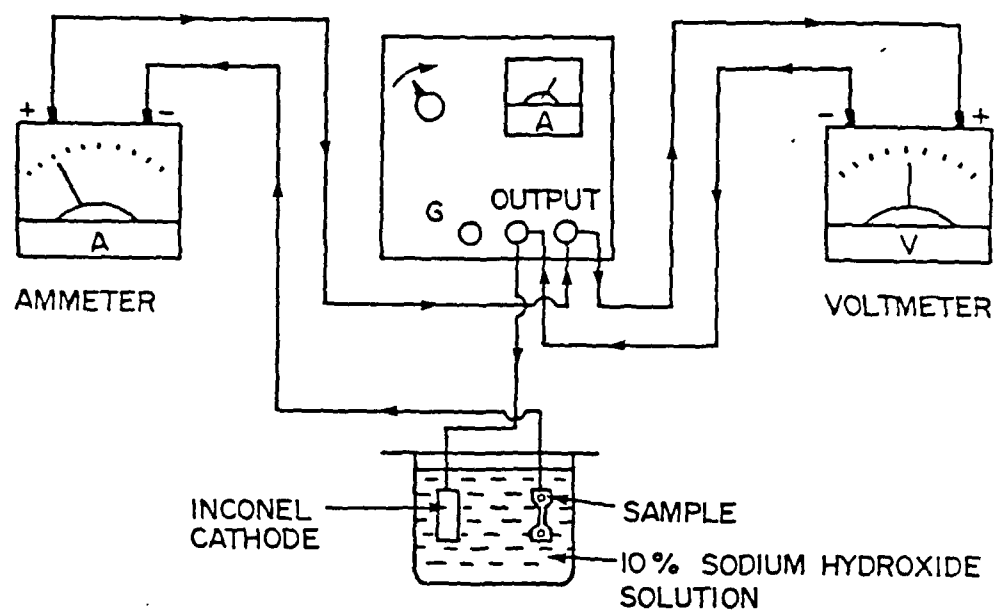 + -
A
AMMETER
A
G OUTPUT
- +
V
VOLTMETER
INCONEL
CATHODE
SAMPLE
10% SODIUM HYDROXIDE
SOLUTION